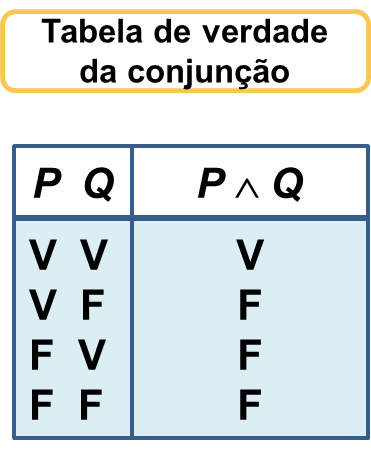 Tabela de verdade
da conjunção
P Q P ∧ Q
V V V
V F F
F V F
F F F